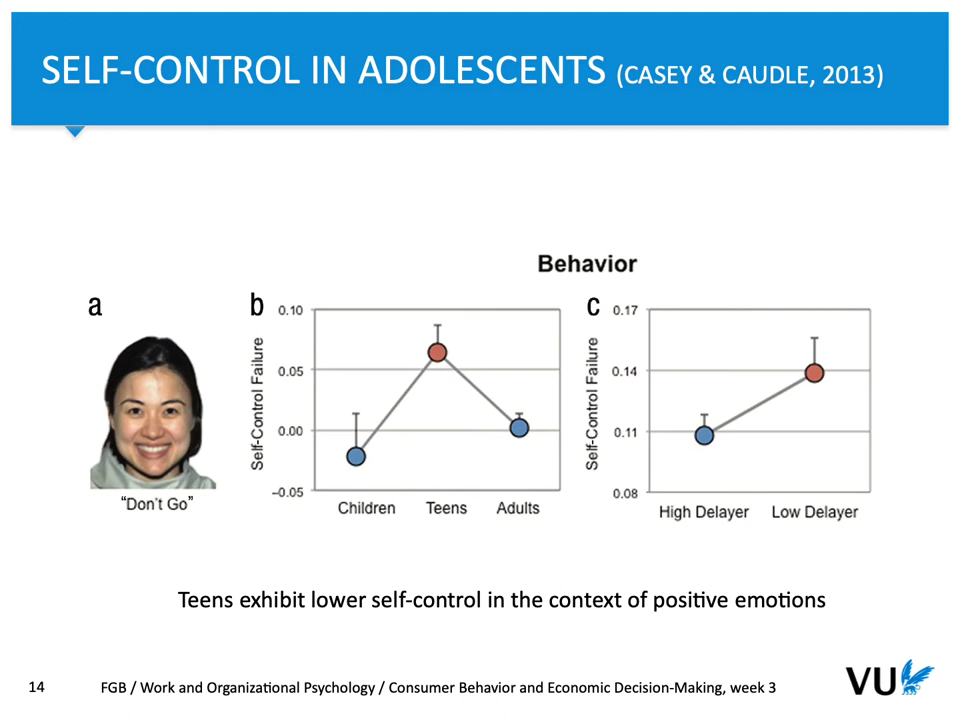 SELF-CONTROL IN ADOLESCENTS (CASEY & CAUDLE, 2013)
Behavior
a
“Don't Go”
b
Self-Control Failure
0.10
0.05
0.00
–0.05
Children Teens Adults
c
Self-Control Failure
0.17
0.14
0.11
0.08
High Delayer Low Delayer
Teens exhibit lower self-control in the context of positive emotions
14 FGB / Work and Organizational Psychology / Consumer Behavior and Economic Decision-Making, week 3
VU